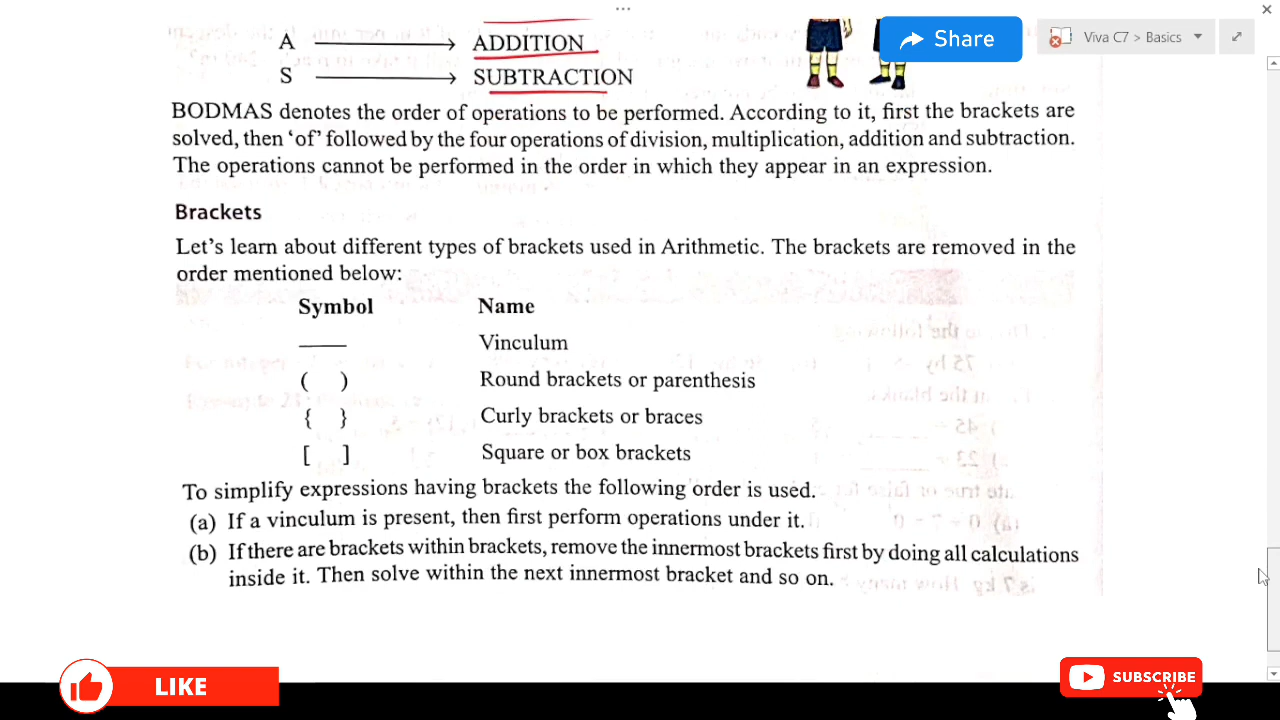 ...
A ADDITION
S SUBTRACTION
Share
Viva C7 > Basics
BODMAS denotes the order of operations to be performed. According to it, first the brackets are
solved, then ‘of’ followed by the four operations of division, multiplication, addition and subtraction.
The operations cannot be performed in the order in which they appear in an expression.
Brackets
Let’s learn about different types of brackets used in Arithmetic. The brackets are removed in the
order mentioned below:
Symbol Name
— Vinculum
( ) Round brackets or parenthesis
{ } Curly brackets or braces
[ ] Square or box brackets
To simplify expressions having brackets the following order is used.
(a) If a vinculum is present, then first perform operations under it.
(b) If there are brackets within brackets, remove the innermost brackets first by doing all calculations
inside it. Then solve within the next innermost bracket and so on.
LIKE
SUBSCRIBE